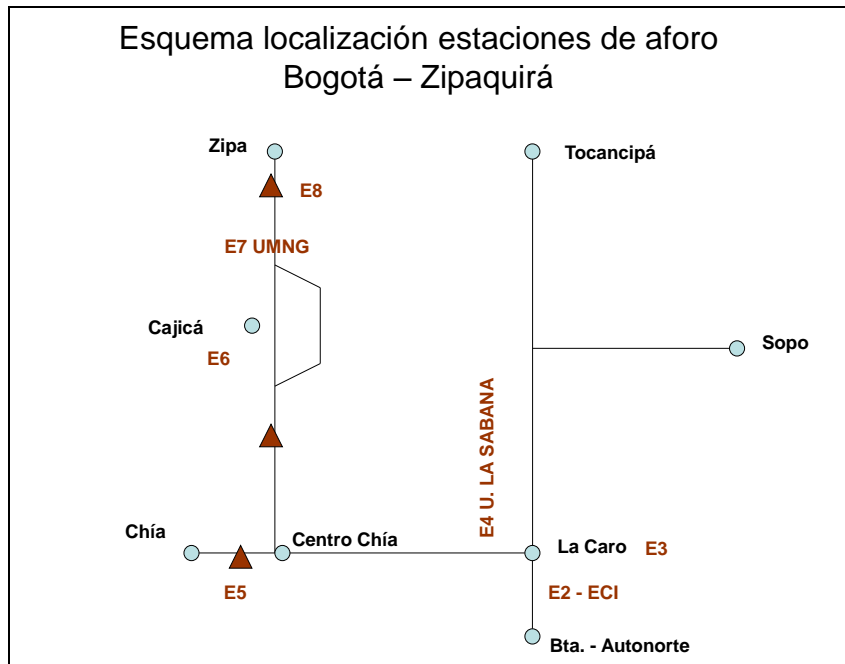 Esquema localización estaciones de aforo
Bogotá – Zipaquirá
Zipa
Tocancipá
E8
E7 UMNG
Cajicá
E6
Sopo
E4 U. LA SABANA
Chía
Centro Chía
La Caro
E3
E5
E2 - ECI
Bta. - Autonorte